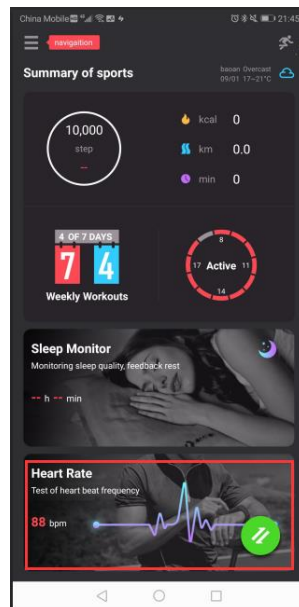 China Mobile 21:45
navigaition
Summary of sports
baoan Overcast
09/01 17~21°C
10,000
step
--
kcal 0
km 0.0
min 0
4 OF 7 DAYS
7 4
Weekly Workouts
8
17 Active 11
14
Sleep Monitor
Monitoring sleep quality, feedback rest
-- h -- min
Heart Rate
Test of heart beat frequency
88 bpm